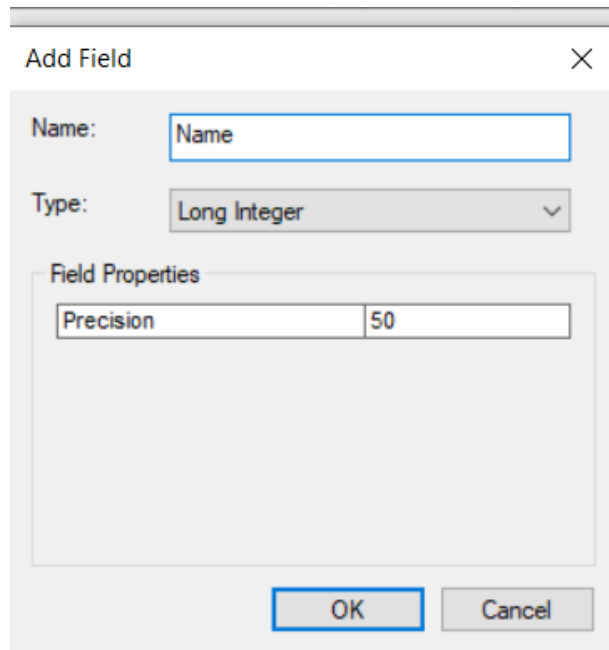 Add Field
Name: Name
Type: Long Integer
Field Properties
Precision 50
OK Cancel